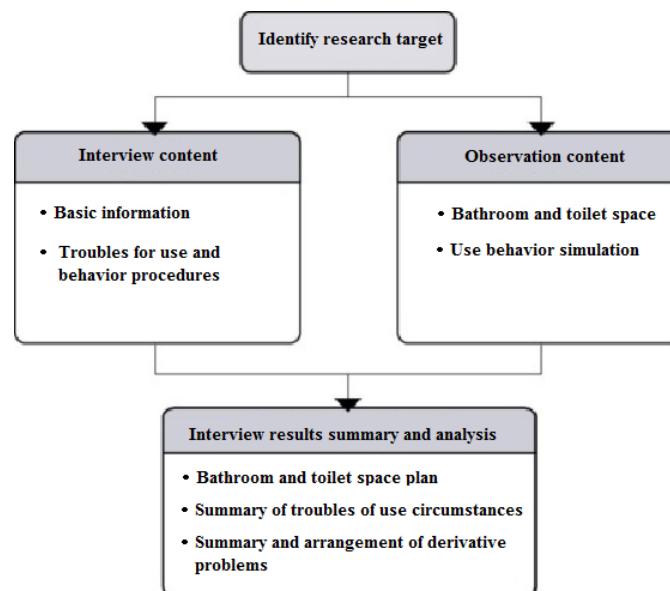 Identify research target
Interview content
• Basic information
• Troubles for use and
behavior procedures
Observation content
• Bathroom and toilet space
• Use behavior simulation
Interview results summary and analysis
• Bathroom and toilet space plan
• Summary of troubles of use circumstances
• Summary and arrangement of derivative
problems